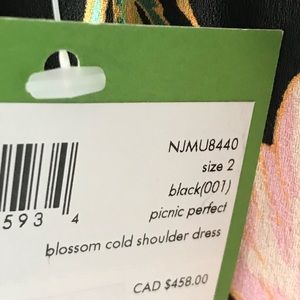 NJMU8440
size 2
black(001)
picnic perfect
blossom cold shoulder dress
593 4
CAD $458.00